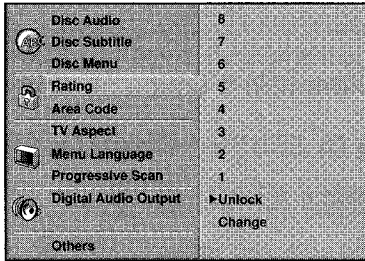 Disc Audio
Disc Subtitle
Disc Menu
Rating
Area Code
TV Aspect
Menu Language
Progressive Scan
Digital Audio Output
Others
8
7
6
5
4
3
2
1
Unlock
Change